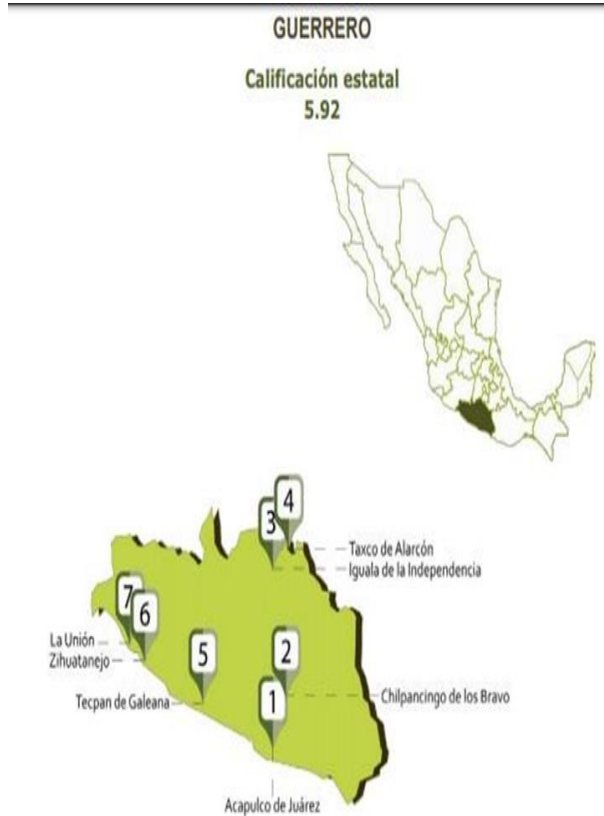 GUERRERO
Calificación estatal
5.92
4
3
Taxco de Alarcón
Iguala de la Independencia
7
6
La Unión
Zihuatanejo
5
2
Tecpan de Galeana
1
Chilpancingo de los Bravo
Acapulco de Juárez